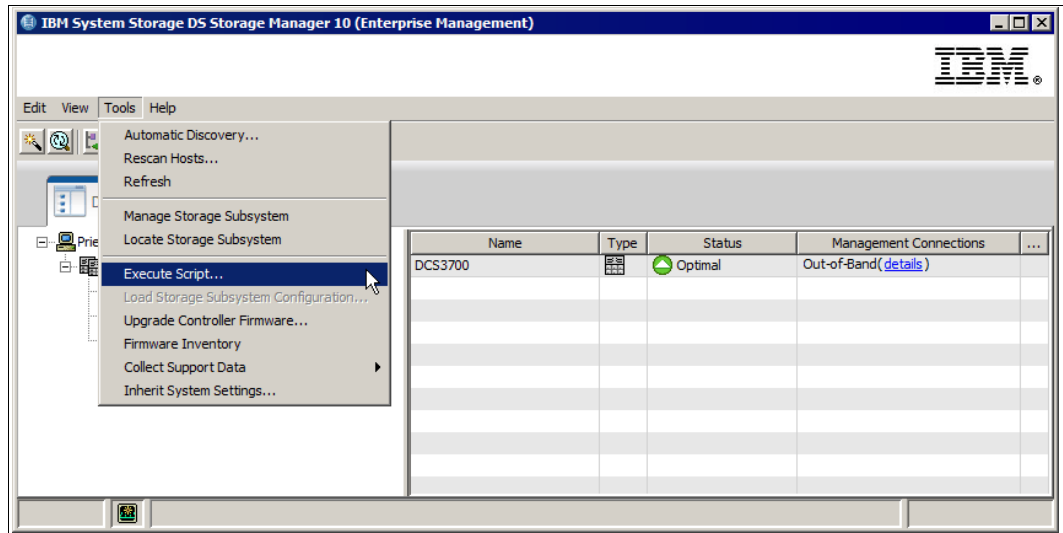 IBM System Storage DS Storage Manager 10 (Enterprise Management)
IBM®
Edit View Tools Help
Automatic Discovery...
Rescan Hosts...
Refresh
Manage Storage Subsystem
Locate Storage Subsystem
Execute Script...
Load Storage Subsystem Configuration...
Upgrade Controller Firmware...
Firmware Inventory
Collect Support Data
Inherit System Settings...
D
Prie
Name Type Status Management Connections ...
DCS3700 Optimal Out-of-Band(details)